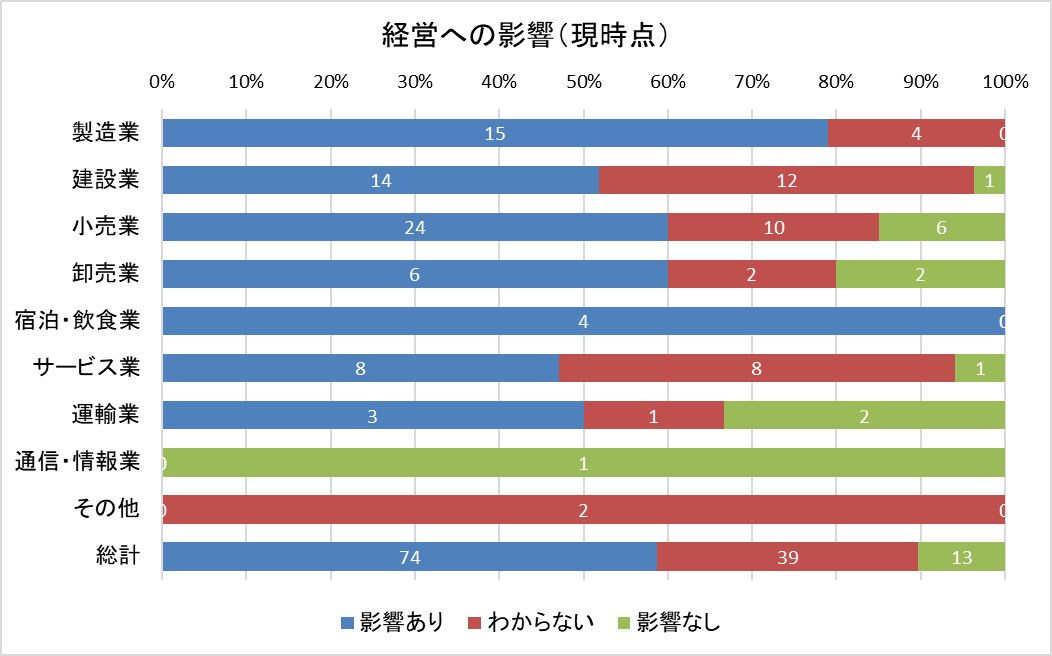 経営への影響（現時点）
0% 10% 20% 30% 40% 50% 60% 70% 80% 90% 100%
製造業 15 4 0
建設業 14 12 1
小売業 24 10 6
卸売業 6 2 2
宿泊・飲食業 4 0
サービス業 8 8 1
運輸業 3 1 2
通信・情報業 0 1
その他 0 2 0
総計 74 39 13
影響あり わからない 影響なし